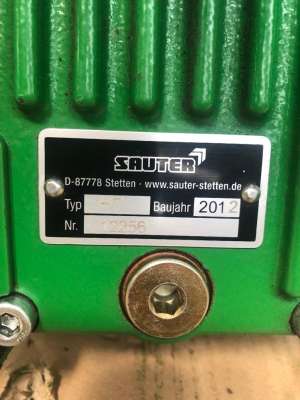 SAUTER
D-87778 Stetten · www.sauter-stetten.de
Typ Baujahr 2012
Nr.